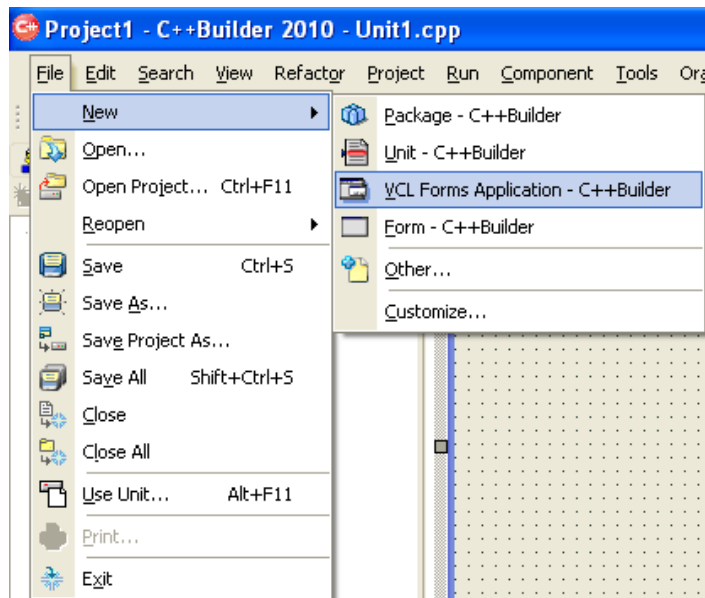 Project1 - C++Builder 2010 - Unit1.cpp
File Edit Search View Refactor Project Run Component Tools
New
Open...
Open Project... Ctrl+F11
Reopen
Save Ctrl+S
Save As...
Save Project As...
Save All Shift+Ctrl+S
Close
Close All
Use Unit... Alt+F11
Print...
Exit
Package - C++Builder
Unit - C++Builder
VCL Forms Application - C++Builder
Form - C++Builder
Other...
Customize...